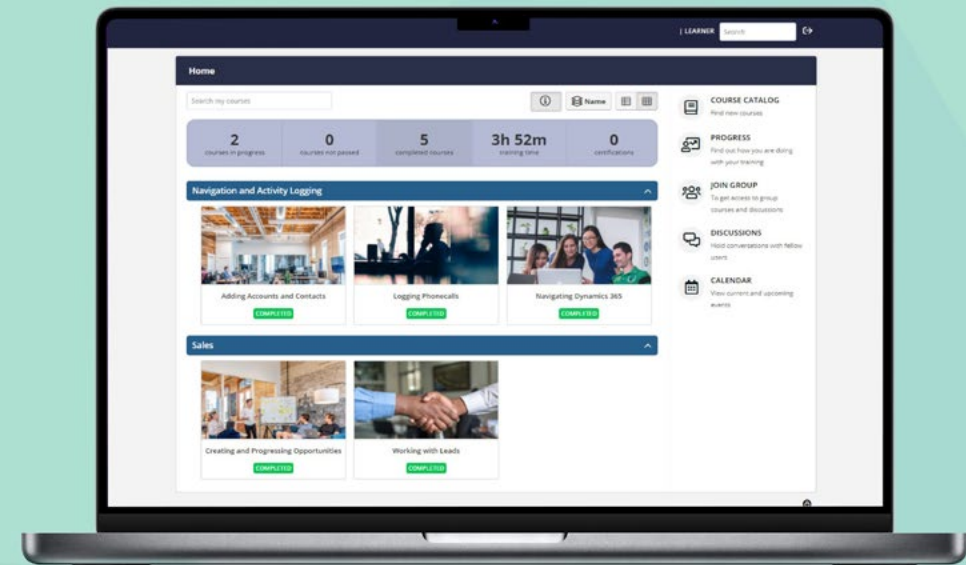 | LEARNER
Search
Home
Search my courses
Name
2
courses in progress
0
courses not passed
5
completed courses
3h 52m
training time
0
certifications
Navigation and Activity Logging
Adding Accounts and Contacts
COMPLETED
Logging Phonecalls
COMPLETED
Navigating Dynamics 365
COMPLETED
Sales
Creating and Progressing Opportunities
COMPLETED
Working with Leads
COMPLETED
COURSE CATALOG
Find new courses
PROGRESS
Find out how you are doing
with your training
JOIN GROUP
To get access to group
courses and discussions
DISCUSSIONS
Hold conversations with fellow
users
CALENDAR
View current and upcoming
events